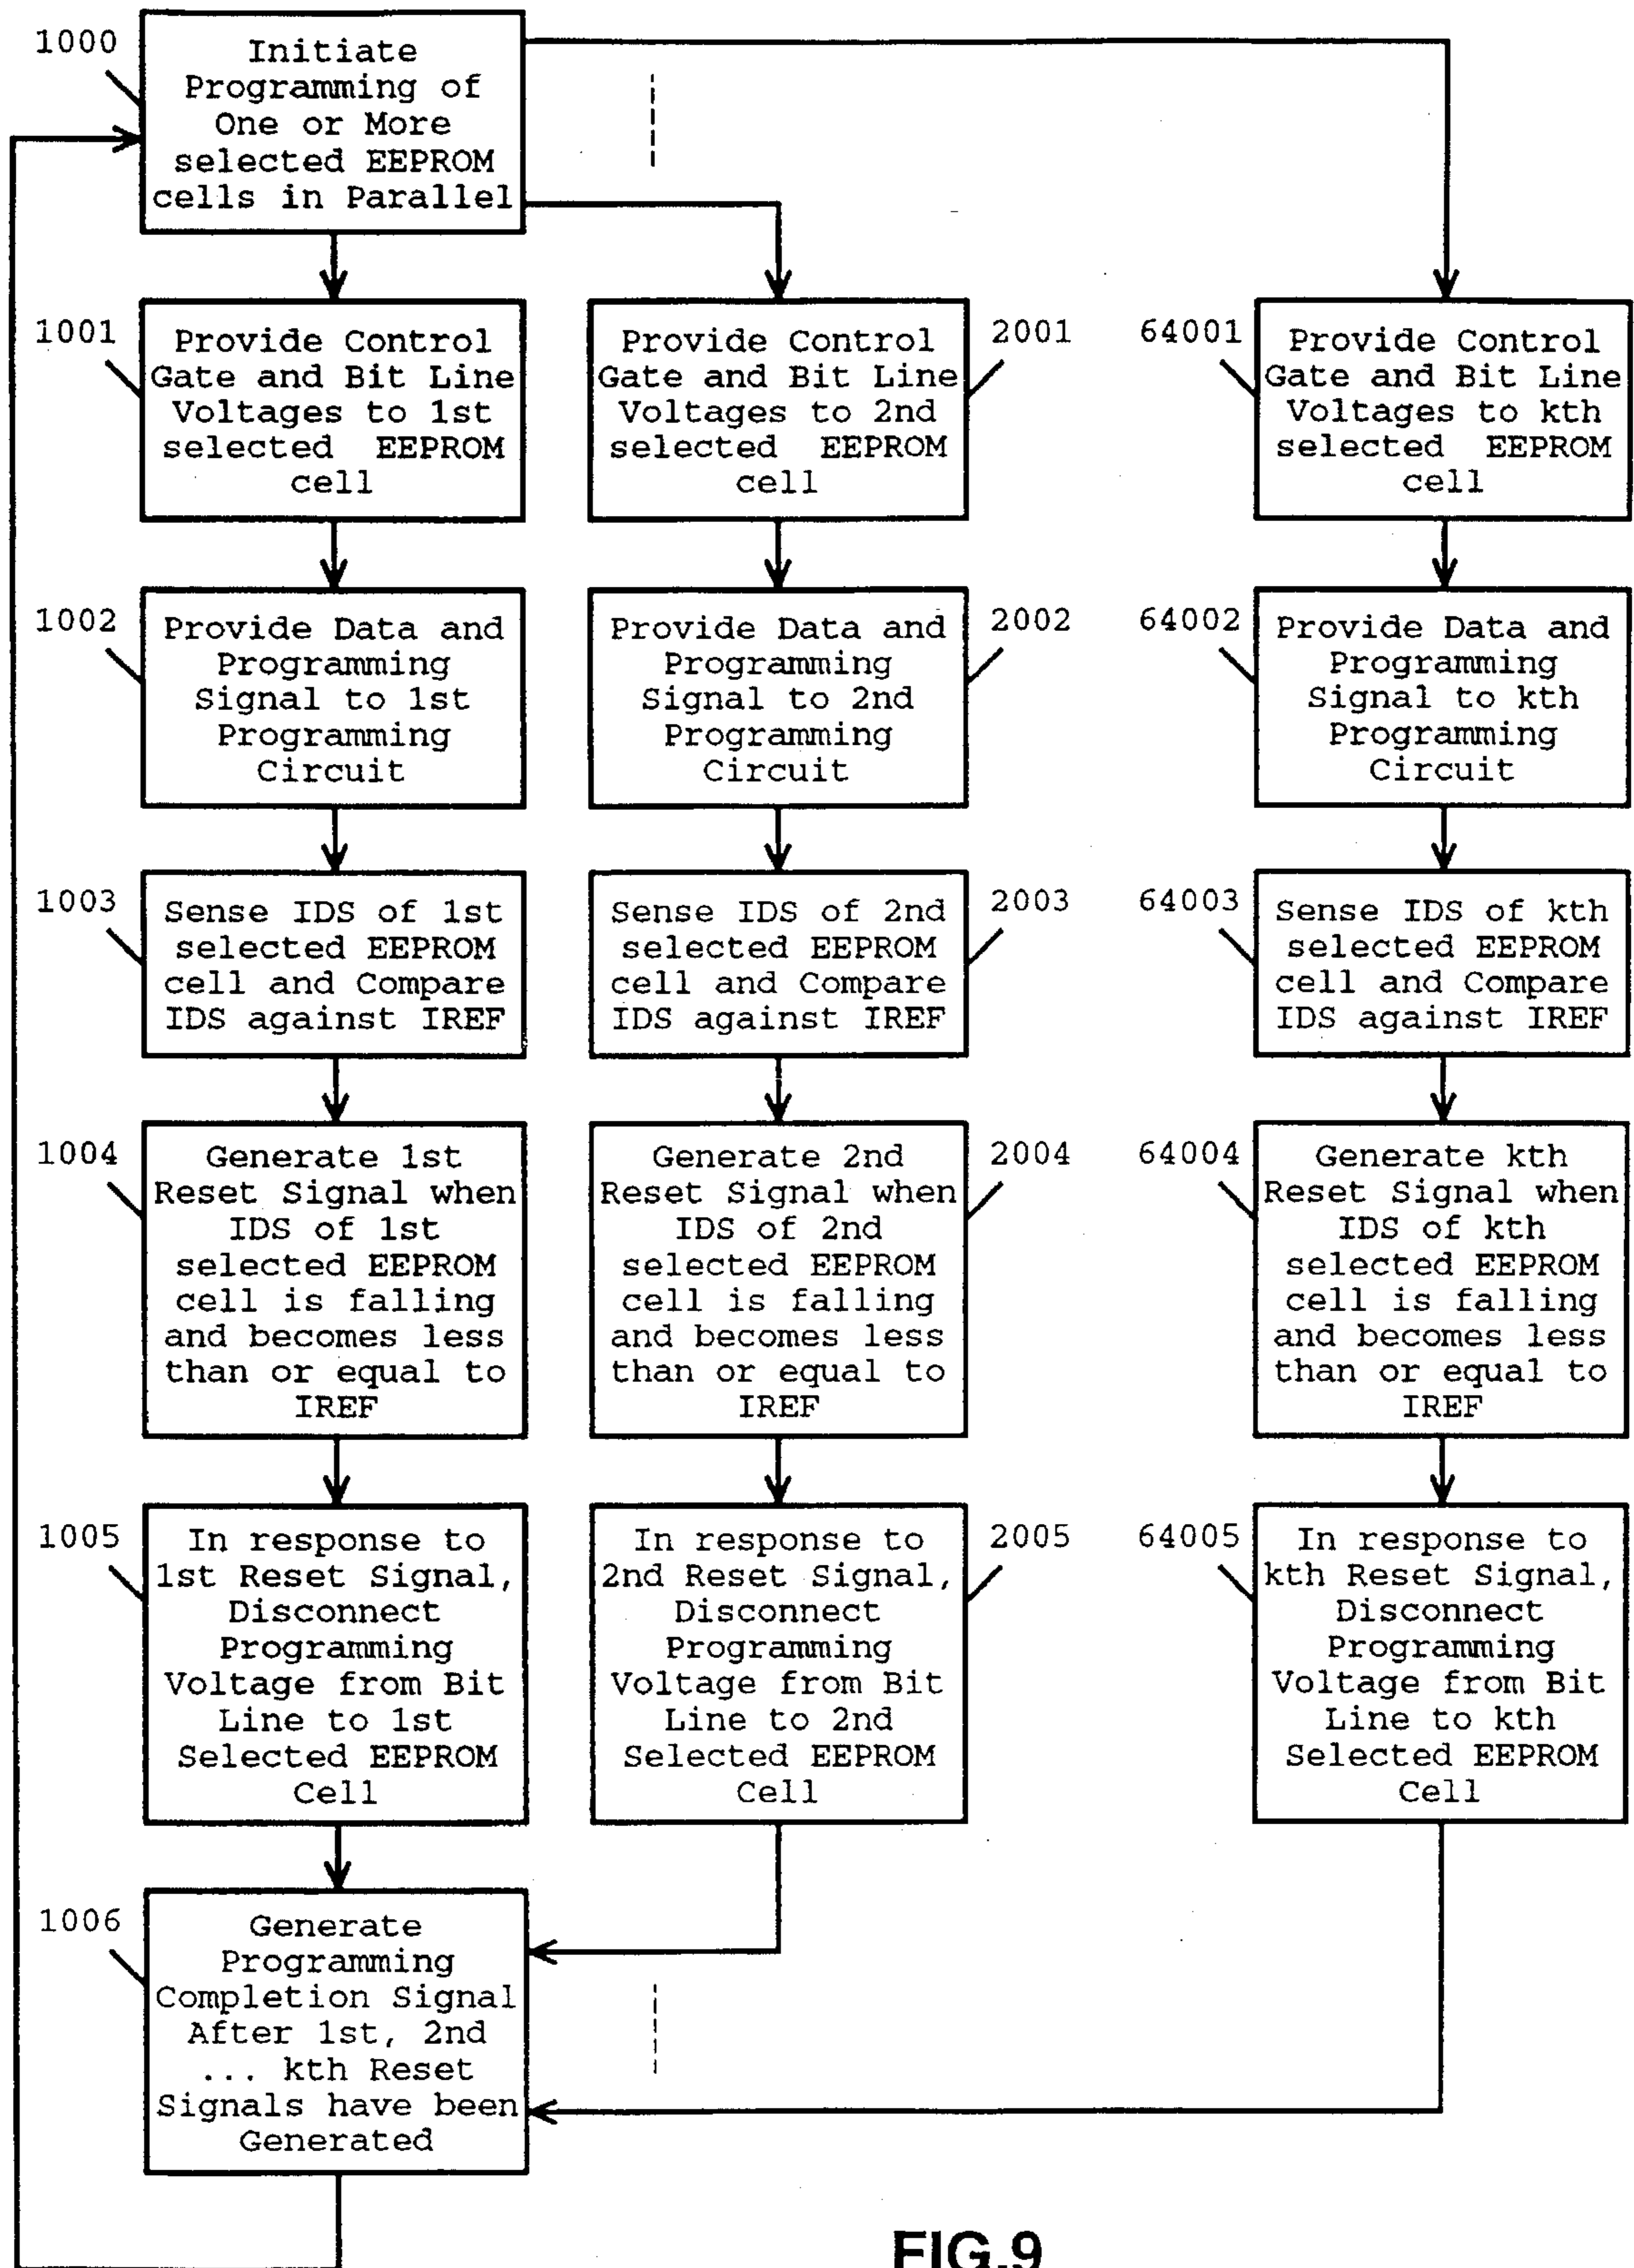 1000
Initiate
Programming of
One or More
selected EEPROM
cells in Parallel
1001
Provide Control
Gate and Bit Line
Voltages to 1st
selected EEPROM
cell
Provide Control
Gate and Bit Line
Voltages to 2nd
selected EEPROM
cell
2001
64001
Provide Control
Gate and Bit Line
Voltages to kth
selected EEPROM
cell
1002
Provide Data and
Programming
Signal to 1st
Programming
Circuit
Provide Data and
Programming
Signal to 2nd
Programming
Circuit
2002
64002
Provide Data and
Programming
Signal to kth
Programming
Circuit
1003
Sense IDS of 1st
selected EEPROM
cell and Compare
IDS against IREF
Sense IDS of 2nd
selected EEPROM
cell and Compare
IDS against IREF
2003
64003
Sense IDS of kth
selected EEPROM
cell and Compare
IDS against IREF
1004
Generate 1st
Reset Signal when
IDS of 1st
selected EEPROM
cell is falling
and becomes less
than or equal to
IREF
Generate 2nd
Reset Signal when
IDS of 2nd
selected EEPROM
cell is falling
and becomes less
than or equal to
IREF
2004
64004
Generate kth
Reset Signal when
IDS of kth
selected EEPROM
cell is falling
and becomes less
than or equal to
IREF
1005
In response to
1st Reset Signal,
Disconnect
Programming
Voltage from Bit
Line to 1st
Selected EEPROM
Cell
In response to
2nd Reset Signal,
Disconnect
Programming
Voltage from Bit
Line to 2nd
Selected EEPROM
Cell
2005
64005
In response to
kth Reset Signal,
Disconnect
Programming
Voltage from Bit
Line to kth
Selected EEPROM
Cell
1006
Generate
Programming
Completion Signal
After 1st, 2nd
... kth Reset
Signals have been
Generated
FIG.9